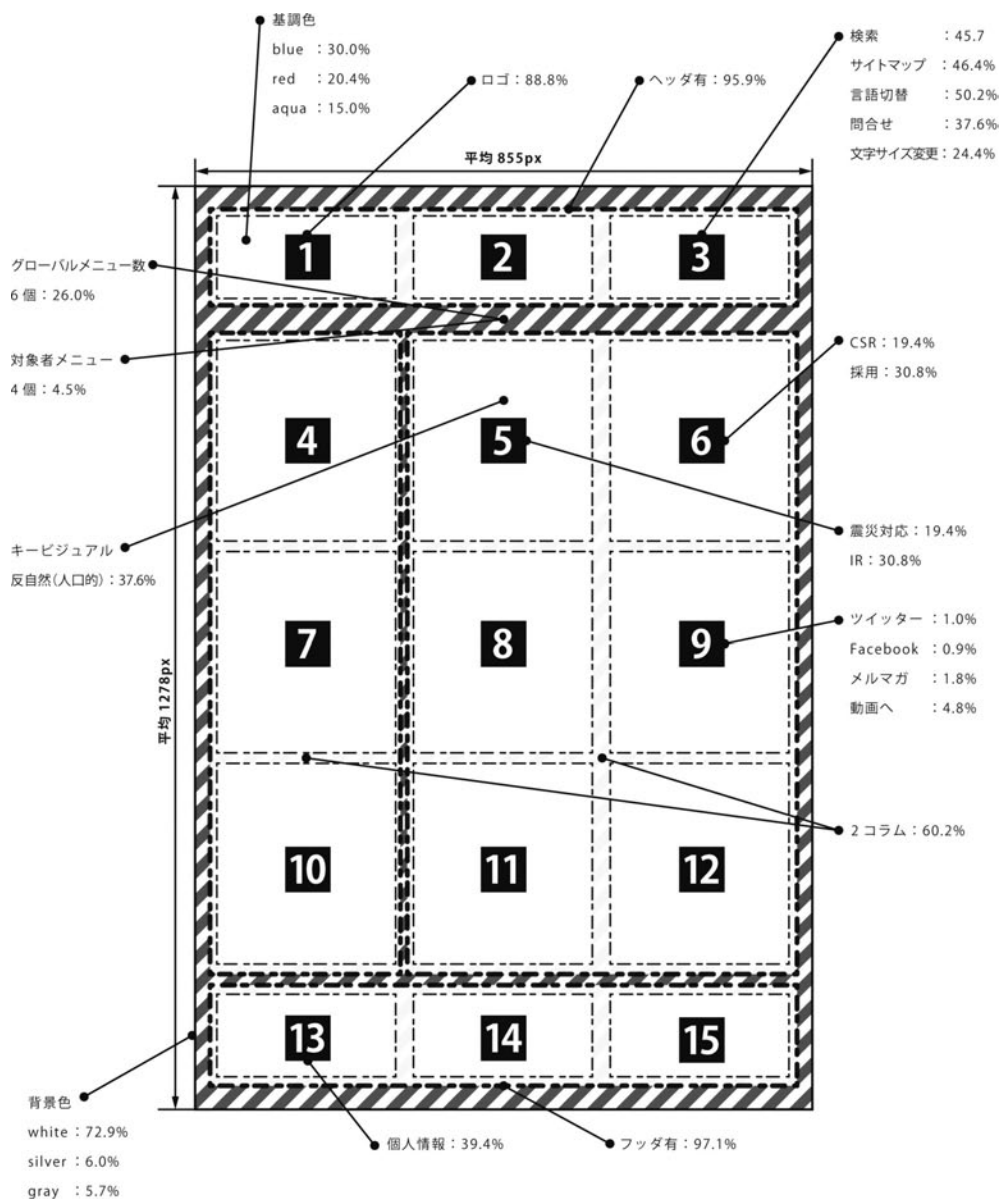 基調色
blue ：30.0%
red ：20.4%
aqua ：15.0%
ロゴ：88.8%
ヘッダ有：95.9%
検索 ：45.7
サイトマップ ：46.4%
言語切替 ：50.2%
問合せ ：37.6%
文字サイズ変更：24.4%
平均 855px
平均 1278px
1
2
3
グローバルメニュー数
6 個：26.0%
対象者メニュー
4 個：4.5%
CSR：19.4%
採用：30.8%
4
5
6
キービジュアル
反自然（人口的）：37.6%
震災対応：19.4%
IR：30.8%
7
8
9
ツイッター ：1.0%
Facebook ：0.9%
メルマガ ：1.8%
動画へ ：4.8%
2 コラム：60.2%
10
11
12
13
14
15
背景色
white ：72.9%
silver ：6.0%
gray ：5.7%
個人情報：39.4%
フッダ有：97.1%